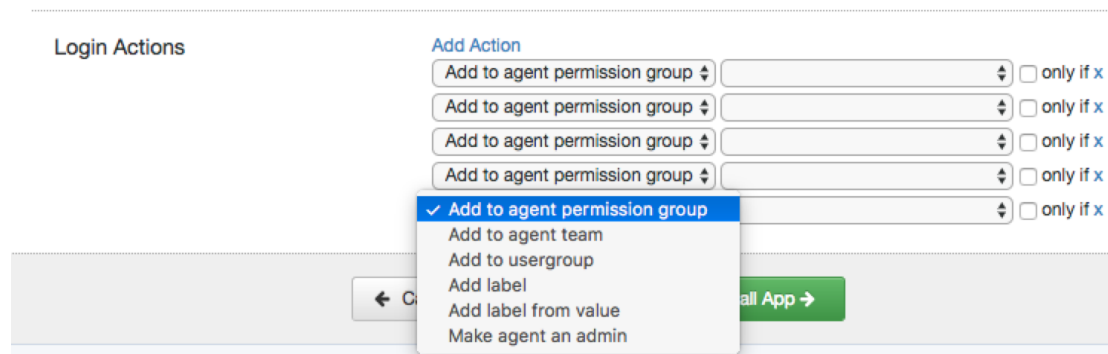 Login Actions
Add Action
Add to agent permission group only if x
Add to agent permission group only if x
Add to agent permission group only if x
Add to agent permission group only if x
✓ Add to agent permission group only if x
Add to agent team
Add to usergroup
Add label
Add label from value
Make agent an admin
App →